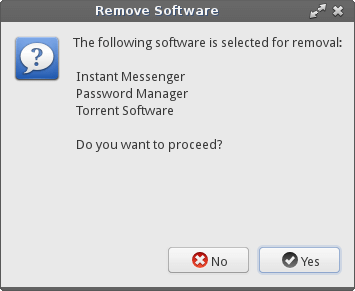 Remove Software
The following software is selected for removal:
Instant Messenger
Password Manager
Torrent Software
Do you want to proceed?
No
Yes